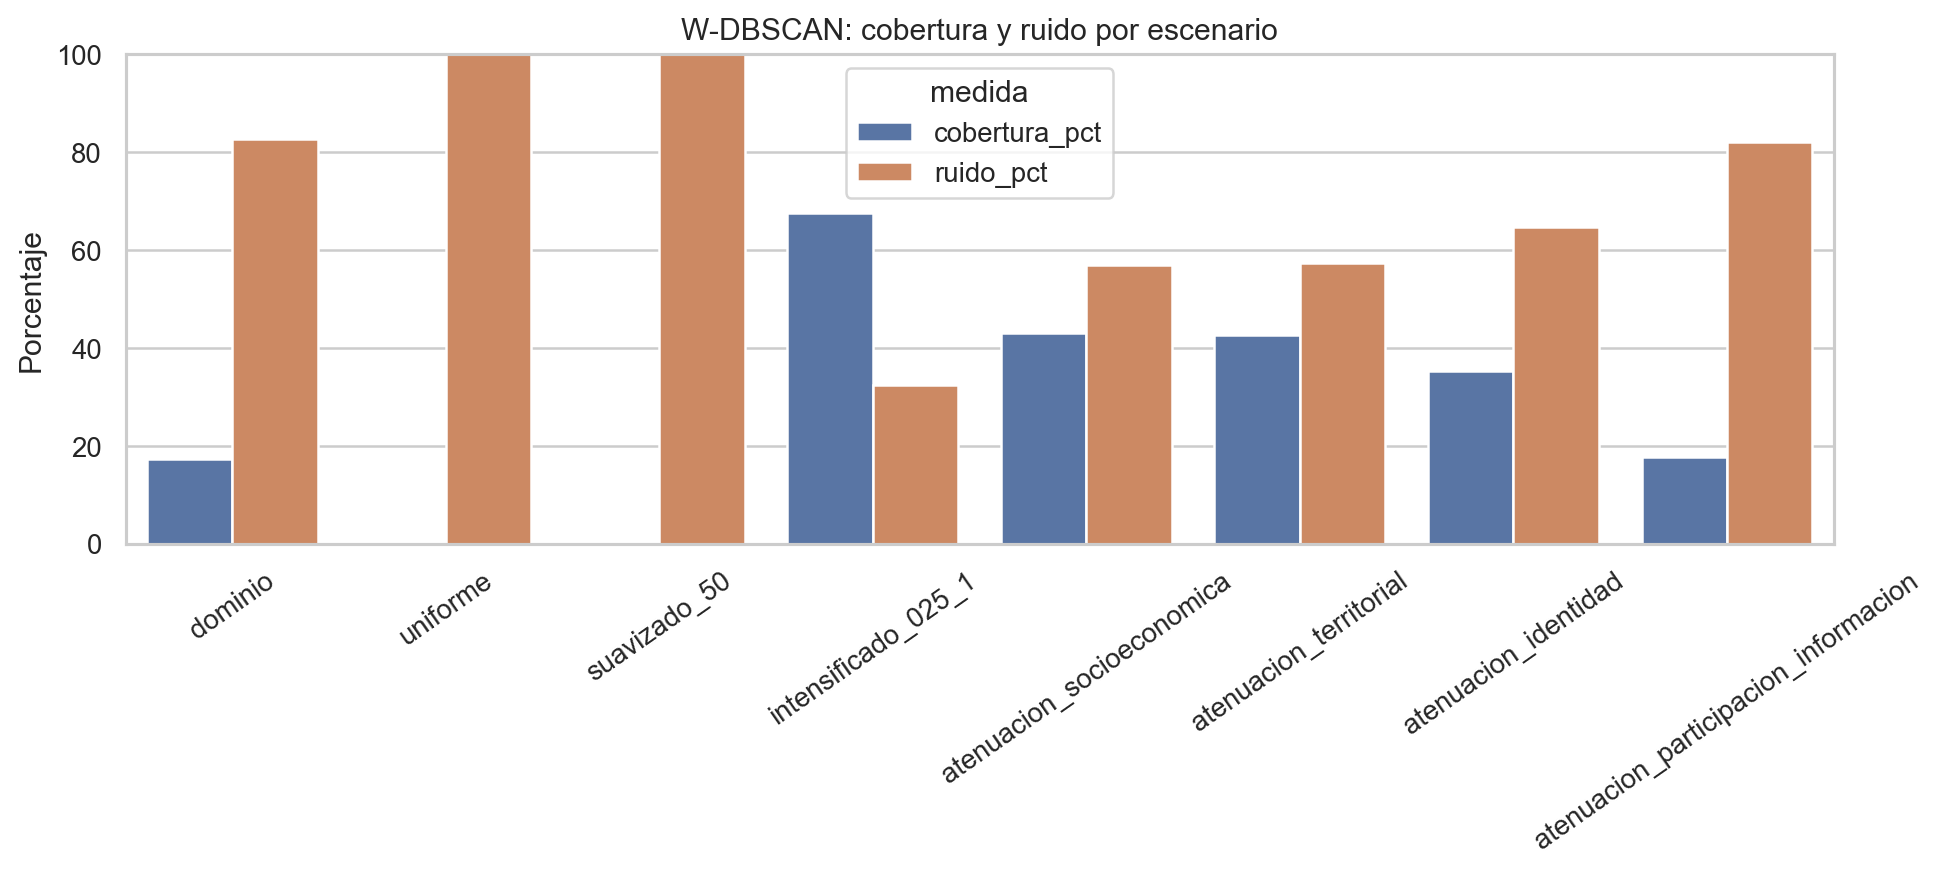 W-DBSCAN: cobertura y ruido por escenario
medida
cobertura_pct
ruido_pct
Porcentaje
100
80
60
40
20
0
dominio
uniforme
suavizado_50
intensificado_025_1
atenuacion_socioeconomica
atenuacion_territorial
atenuacion_identidad
atenuacion_participacion_informacion